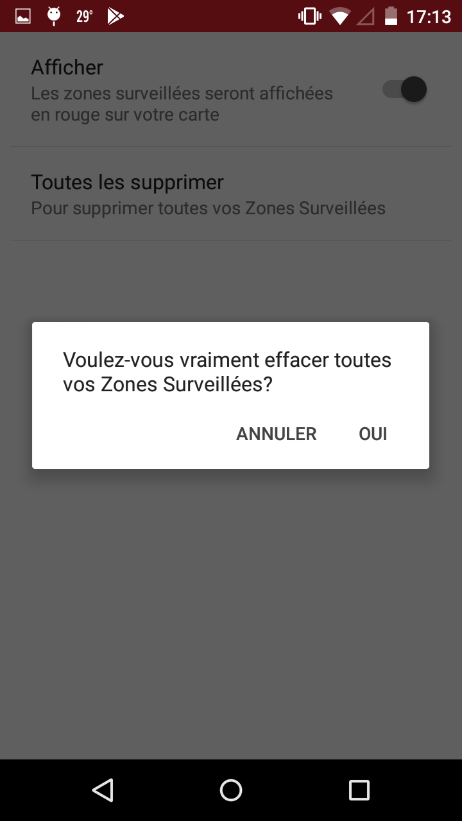 29°
17:13
Afficher
Les zones surveillées seront affichées
en rouge sur votre carte
Toutes les supprimer
Pour supprimer toutes vos Zones Surveillées
Voulez-vous vraiment effacer toutes
vos Zones Surveillées?
ANNULER OUI